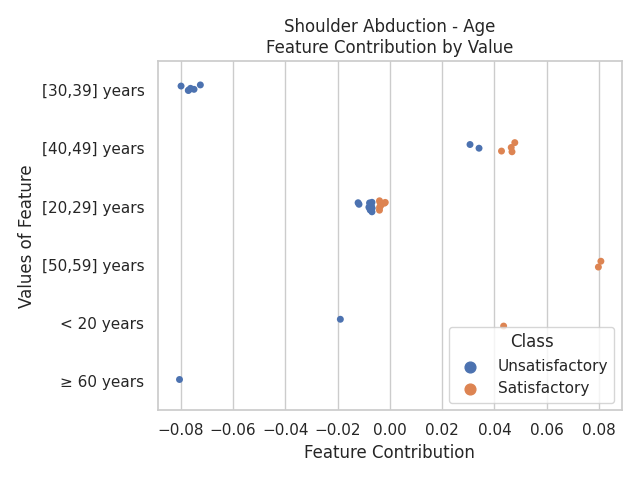 Shoulder Abduction - Age
Feature Contribution by Value
Values of Feature
[30,39] years
[40,49] years
[20,29] years
[50,59] years
< 20 years
≥ 60 years
Class
Unsatisfactory
Satisfactory
−0.08 −0.06 −0.04 −0.02 0.00 0.02 0.04 0.06 0.08
Feature Contribution